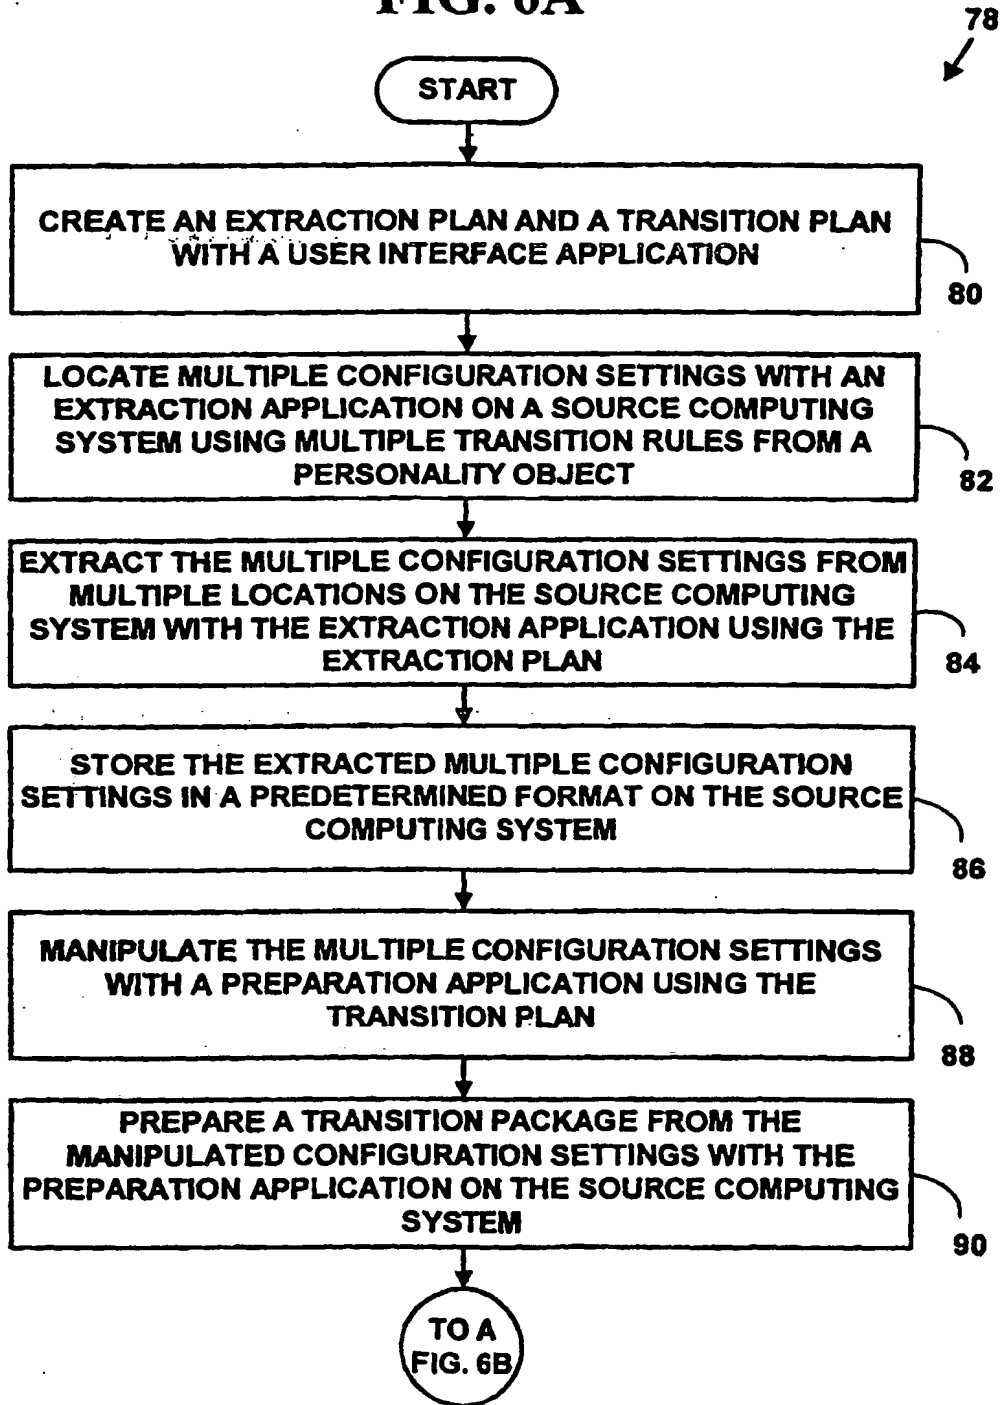 FIG. 6A
78
START
CREATE AN EXTRACTION PLAN AND A TRANSITION PLAN
WITH A USER INTERFACE APPLICATION
80
LOCATE MULTIPLE CONFIGURATION SETTINGS WITH AN
EXTRACTION APPLICATION ON A SOURCE COMPUTING
SYSTEM USING MULTIPLE TRANSITION RULES FROM A
PERSONALITY OBJECT
82
EXTRACT THE MULTIPLE CONFIGURATION SETTINGS FROM
MULTIPLE LOCATIONS ON THE SOURCE COMPUTING
SYSTEM WITH THE EXTRACTION APPLICATION USING THE
EXTRACTION PLAN
84
STORE THE EXTRACTED MULTIPLE CONFIGURATION
SETTINGS IN A PREDETERMINED FORMAT ON THE SOURCE
COMPUTING SYSTEM
86
MANIPULATE THE MULTIPLE CONFIGURATION SETTINGS
WITH A PREPARATION APPLICATION USING THE
TRANSITION PLAN
88
PREPARE A TRANSITION PACKAGE FROM THE
MANIPULATED CONFIGURATION SETTINGS WITH THE
PREPARATION APPLICATION ON THE SOURCE COMPUTING
SYSTEM
90
TO A
FIG. 6B